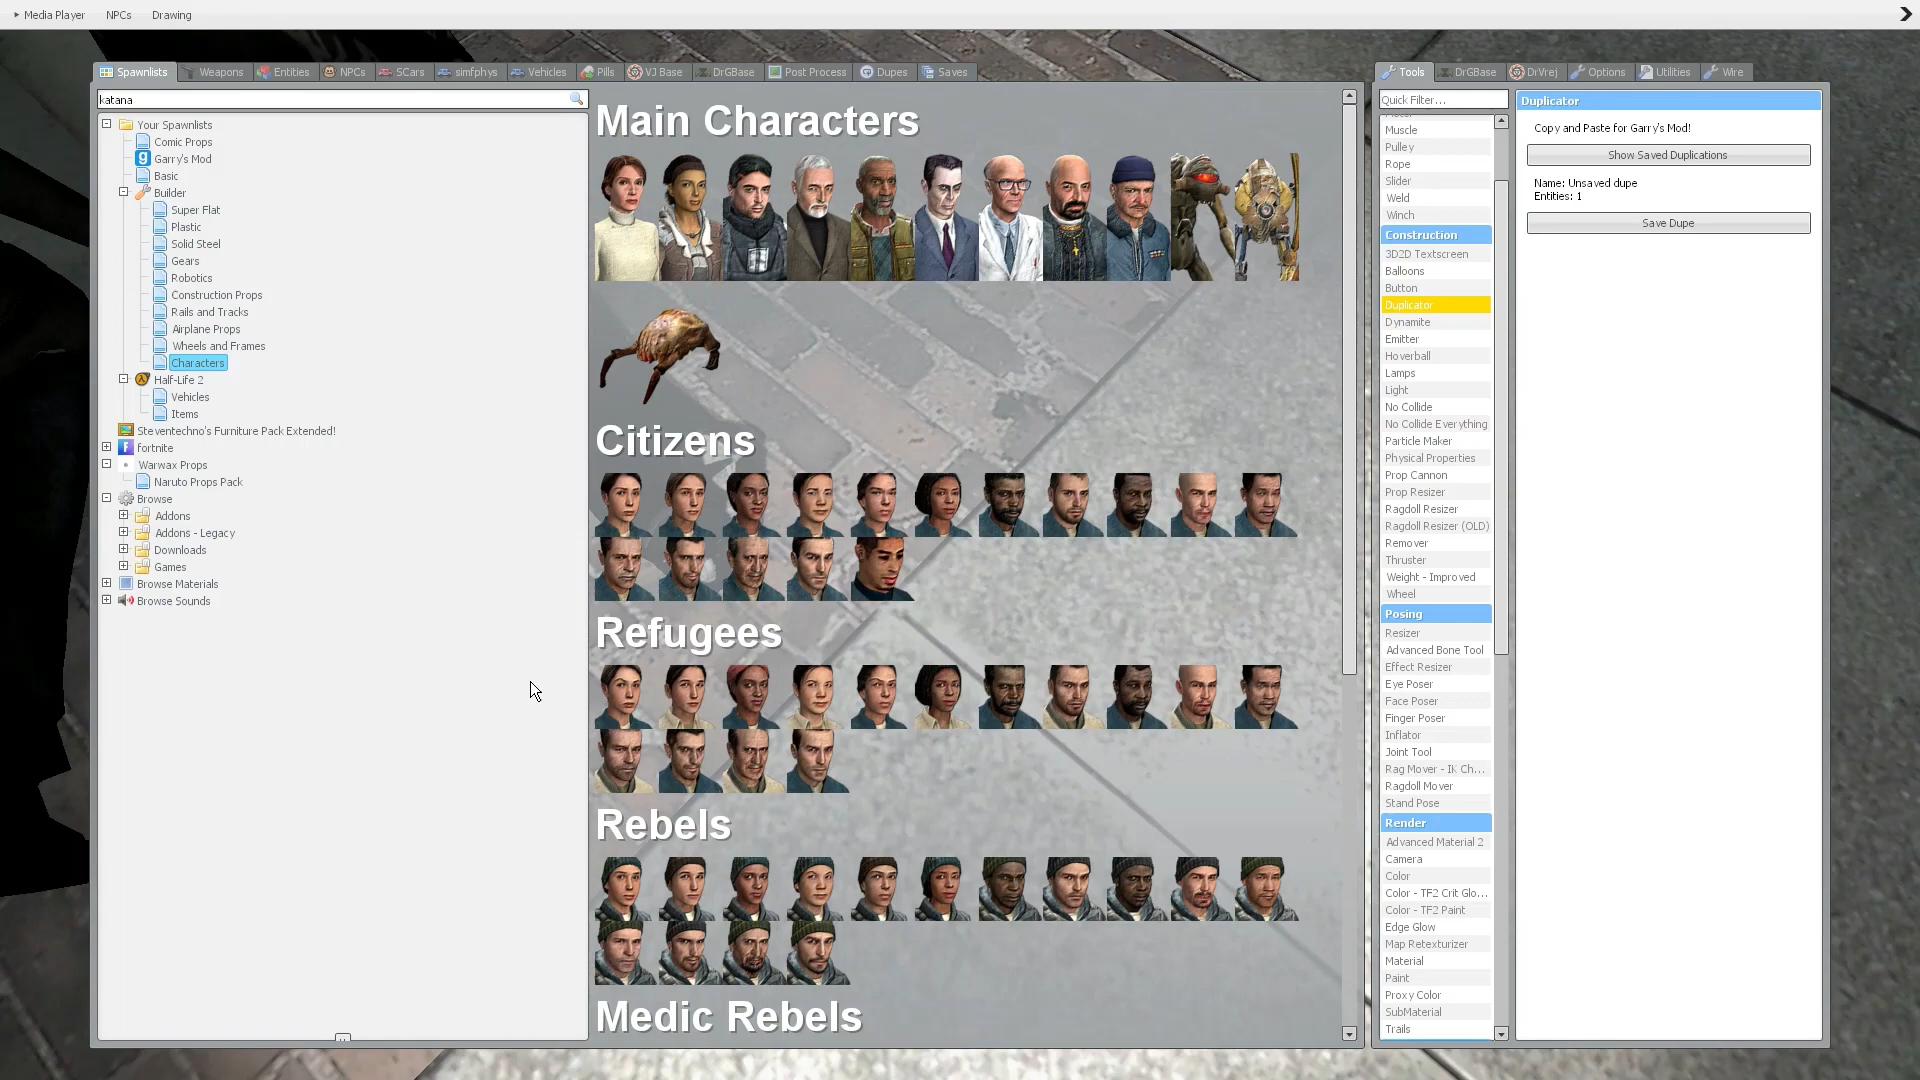 Media Player NPCs Drawing
Spawnlists Weapons Entities NPCs SCars simfphys Vehicles Pills VJ Base DrGBase Post Process Dupes Saves
katana
Your Spawnlists
Comic Props
Garry's Mod
Basic
Builder
Super Flat
Plastic
Solid Steel
Gears
Robotics
Construction Props
Rails and Tracks
Airplane Props
Wheels and Frames
Characters
Half-Life 2
Vehicles
Items
Steventechno's Furniture Pack Extended!
fortnite
Warwax Props
Naruto Props Pack
Browse
Addons
Addons - Legacy
Downloads
Games
Browse Materials
Browse Sounds
Main Characters
Citizens
Refugees
Rebels
Medic Rebels
Tools DrGBase DrVrej Options Utilities Wire
Quick Filter...
Muscle
Pulley
Rope
Slider
Weld
Winch
Construction
3D2D Textscreen
Balloons
Button
Duplicator
Dynamite
Emitter
Hoverball
Lamps
Light
No Collide
No Collide Everything
Particle Maker
Physical Properties
Prop Cannon
Prop Resizer
Ragdoll Resizer
Ragdoll Resizer (OLD)
Remover
Thruster
Weight - Improved
Wheel
Posing
Resizer
Advanced Bone Tool
Effect Resizer
Eye Poser
Face Poser
Finger Poser
Inflator
Joint Tool
Rag Mover - IK Ch...
Ragdoll Mover
Stand Pose
Render
Advanced Material 2
Camera
Color
Color - TF2 Crit Glo...
Color - TF2 Paint
Edge Glow
Map Retexturizer
Material
Paint
Proxy Color
SubMaterial
Trails
Duplicator
Copy and Paste for Garry's Mod!
Show Saved Duplications
Name: Unsaved dupe
Entities: 1
Save Dupe